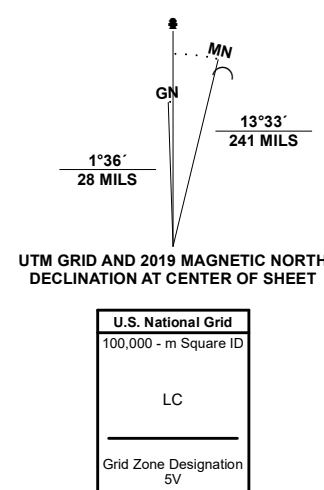 MN
GN
13°33´
241 MILS
1°36´
28 MILS
UTM GRID AND 2019 MAGNETIC NORTH
DECLINATION AT CENTER OF SHEET
U.S. National Grid
100,000 - m Square ID
LC
Grid Zone Designation
5V